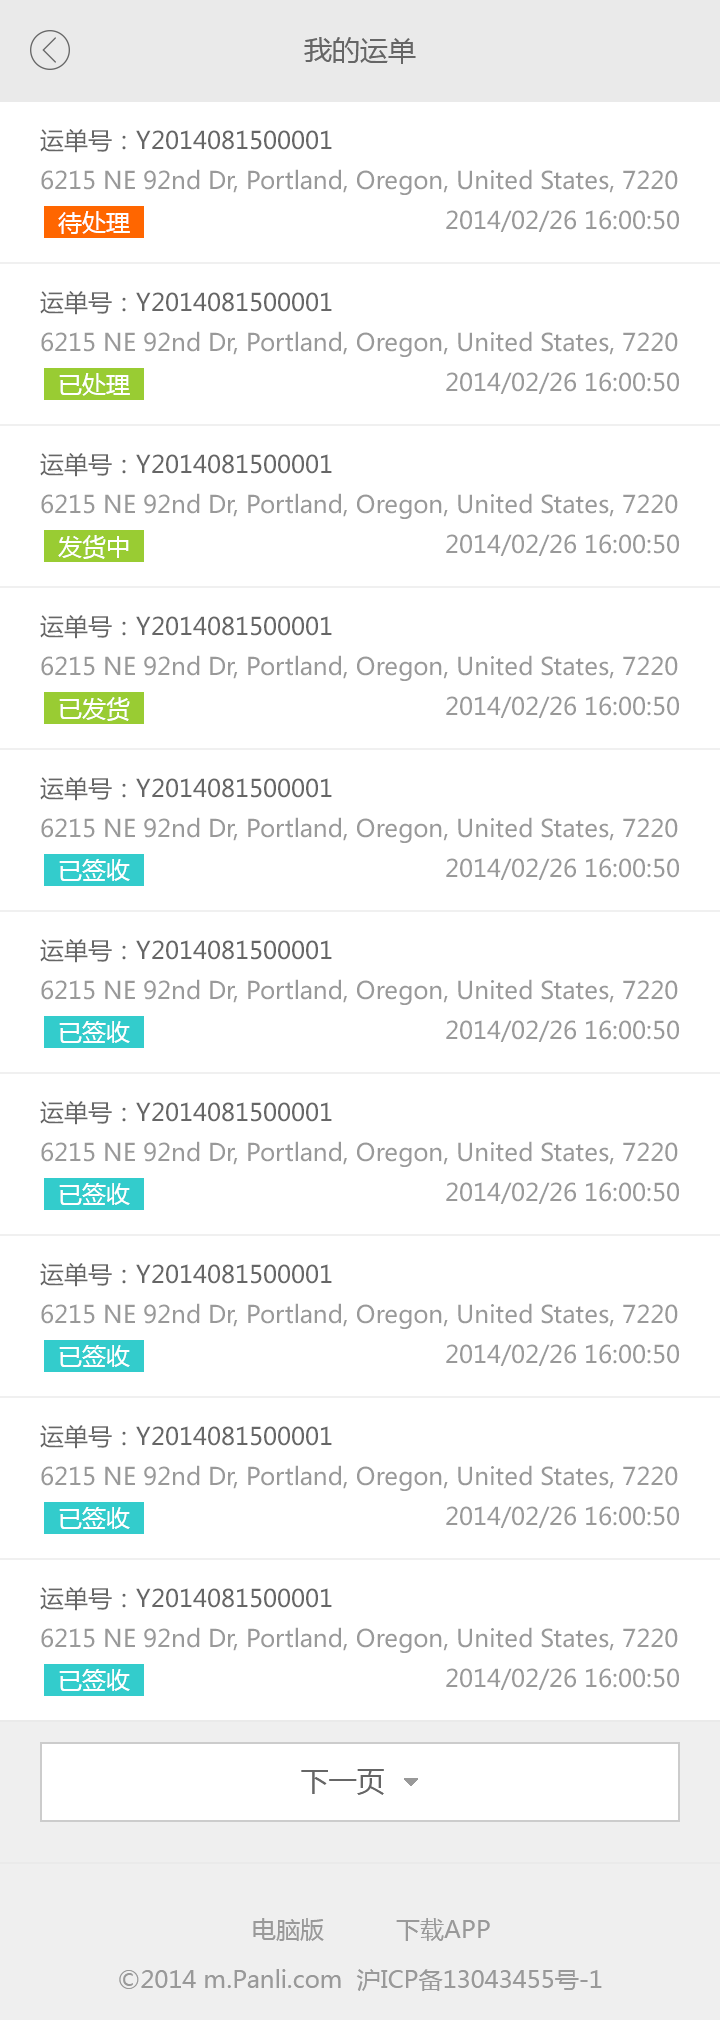 我的运单
运单号：Y2014081500001
6215 NE 92nd Dr, Portland, Oregon, United States, 7220
待处理 2014/02/26 16:00:50
运单号：Y2014081500001
6215 NE 92nd Dr, Portland, Oregon, United States, 7220
已处理 2014/02/26 16:00:50
运单号：Y2014081500001
6215 NE 92nd Dr, Portland, Oregon, United States, 7220
发货中 2014/02/26 16:00:50
运单号：Y2014081500001
6215 NE 92nd Dr, Portland, Oregon, United States, 7220
已发货 2014/02/26 16:00:50
运单号：Y2014081500001
6215 NE 92nd Dr, Portland, Oregon, United States, 7220
已签收 2014/02/26 16:00:50
运单号：Y2014081500001
6215 NE 92nd Dr, Portland, Oregon, United States, 7220
已签收 2014/02/26 16:00:50
运单号：Y2014081500001
6215 NE 92nd Dr, Portland, Oregon, United States, 7220
已签收 2014/02/26 16:00:50
运单号：Y2014081500001
6215 NE 92nd Dr, Portland, Oregon, United States, 7220
已签收 2014/02/26 16:00:50
运单号：Y2014081500001
6215 NE 92nd Dr, Portland, Oregon, United States, 7220
已签收 2014/02/26 16:00:50
运单号：Y2014081500001
6215 NE 92nd Dr, Portland, Oregon, United States, 7220
已签收 2014/02/26 16:00:50
下一页
电脑版 下载APP
©2014 m.Panli.com 沪ICP备13043455号-1